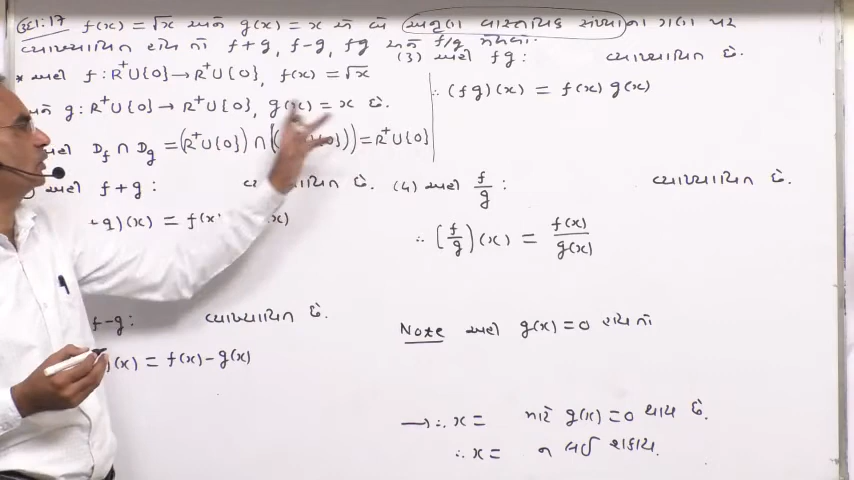 ઉદા:17 f(x) = √x અને g(x) = x એ બે અનૃણ વાસ્તવિક સંખ્યાના ગણ પર
વ્યાખ્યાયિત હોય તો f+g, f-g, fg અને f/g મેળવો.
* અહીં f : R⁺∪{0} → R⁺∪{0}, f(x) = √x
અને g : R⁺∪{0} → R⁺∪{0}, g(x) = x છે.
D_f ∩ D_g = (R⁺∪{0}) ∩ ( ∪{0}) = R⁺∪{0}
અહીં f+g : વ્યાખ્યાયિત છે.
+g)(x) = f(x
f-g : વ્યાખ્યાયિત છે.
)(x) = f(x) - g(x)
(3) અહીં fg : વ્યાખ્યાયિત છે.
∴ (fg)(x) = f(x) g(x)
(4) અહીં f/g : વ્યાખ્યાયિત છે.
∴ (f/g)(x) = f(x)/g(x)
Note અહીં g(x) = 0 થાય તો
→ ∴ x = માટે g(x) = 0 થાય છે.
∴ x = ન લઈ શકાય.